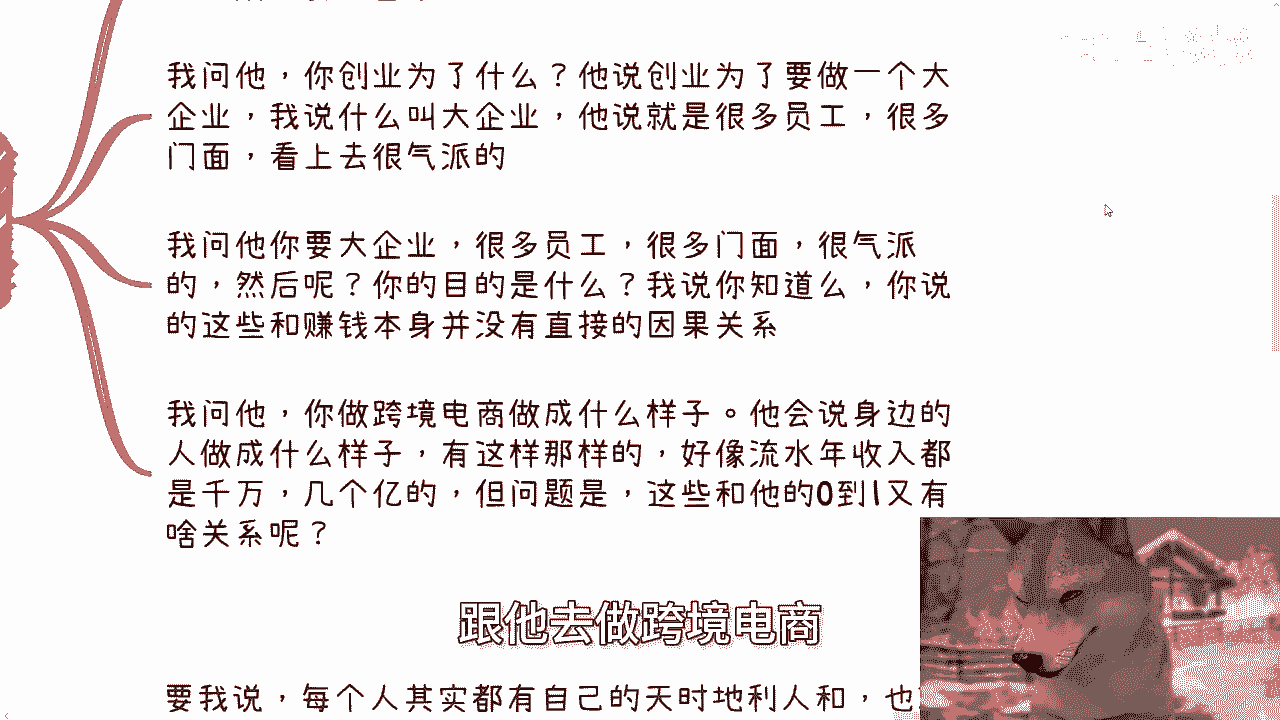 我问他，你创业为了什么？他说创业为了要做一个大
企业，我说什么叫大企业，他说就是很多员工，很多
门面，看上去很气派的
我问他你要大企业，很多员工，很多门面，很气派
的，然后呢？你的目的是什么？我说你知道么，你说
的这些和赚钱本身并没有直接的因果关系
我问他，你做跨境电商做成什么样子。他会说身边的
人做成什么样子，有这样那样的，好像流水年收入都
是千万，几个亿的，但问题是，这些和他的0到1又有
啥关系呢？
跟他去做跨境电商
要我说，每个人其实都有自己的天时地利人和，也